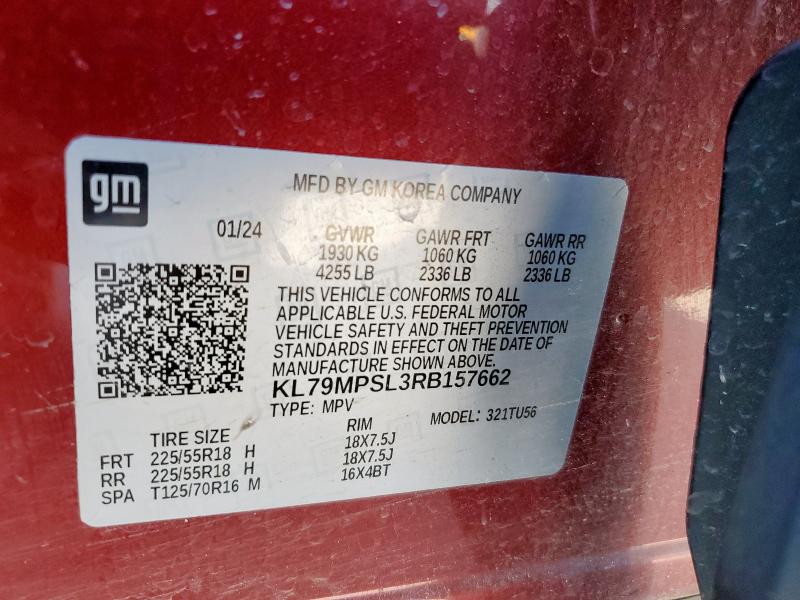 gm
MFD BY GM KOREA COMPANY
01/24
GVWR GAWR FRT GAWR RR
1930 KG 1060 KG 1060 KG
4255 LB 2336 LB 2336 LB
THIS VEHICLE CONFORMS TO ALL
APPLICABLE U.S. FEDERAL MOTOR
VEHICLE SAFETY AND THEFT PREVENTION
STANDARDS IN EFFECT ON THE DATE OF
MANUFACTURE SHOWN ABOVE.
KL79MPSL3RB157662
TYPE: MPV MODEL: 321TU56
TIRE SIZE RIM
FRT 225/55R18 H 18X7.5J
RR 225/55R18 H 18X7.5J
SPA T125/70R16 M 16X4BT